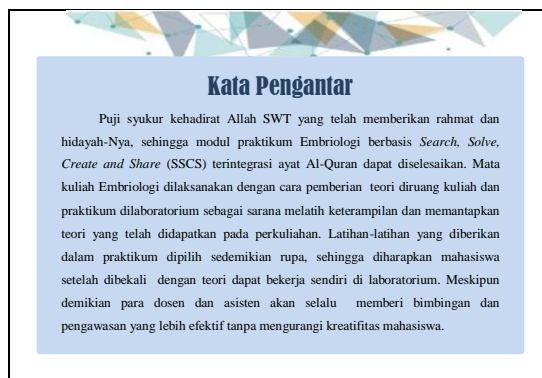 Kata Pengantar
Puji syukur kehadirat Allah SWT yang telah memberikan rahmat dan
hidayah-Nya, sehingga modul praktikum Embriologi berbasis Search, Solve,
Create and Share (SSCS) terintegrasi ayat Al-Quran dapat diselesaikan. Mata
kuliah Embriologi dilaksanakan dengan cara pemberian teori diruang kuliah dan
praktikum dilaboratorium sebagai sarana melatih keterampilan dan memantapkan
teori yang telah didapatkan pada perkuliahan. Latihan-latihan yang diberikan
dalam praktikum dipilih sedemikian rupa, sehingga diharapkan mahasiswa
setelah dibekali dengan teori dapat bekerja sendiri di laboratorium. Meskipun
demikian para dosen dan asisten akan selalu memberi bimbingan dan
pengawasan yang lebih efektif tanpa mengurangi kreatifitas mahasiswa.